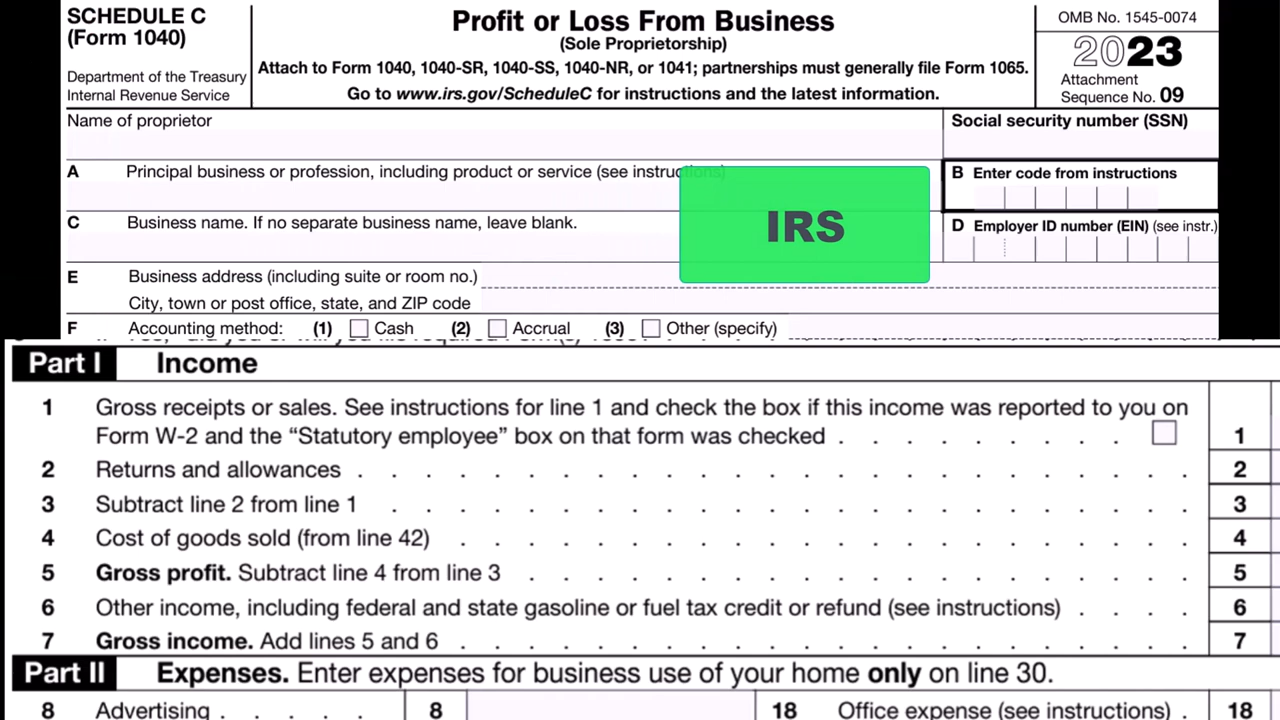 SCHEDULE C
(Form 1040)
Department of the Treasury
Internal Revenue Service
Profit or Loss From Business
(Sole Proprietorship)
Attach to Form 1040, 1040-SR, 1040-SS, 1040-NR, or 1041; partnerships must generally file Form 1065.
Go to www.irs.gov/ScheduleC for instructions and the latest information.
OMB No. 1545-0074
2023
Attachment
Sequence No. 09
Name of proprietor
Social security number (SSN)
A Principal business or profession, including product or service (see instructions)
B Enter code from instructions
IRS
C Business name. If no separate business name, leave blank.
D Employer ID number (EIN) (see instr.)
E Business address (including suite or room no.)
City, town or post office, state, and ZIP code
F Accounting method: (1) Cash (2) Accrual (3) Other (specify)
Part I Income
1 Gross receipts or sales. See instructions for line 1 and check the box if this income was reported to you on
Form W-2 and the “Statutory employee” box on that form was checked . . . . . . . . . 1
2 Returns and allowances . . . . . . . . . . . . . . . . . . . . . . . . . 2
3 Subtract line 2 from line 1 . . . . . . . . . . . . . . . . . . . . . . . . 3
4 Cost of goods sold (from line 42) . . . . . . . . . . . . . . . . . . . . . . 4
5 Gross profit. Subtract line 4 from line 3 . . . . . . . . . . . . . . . . . . . . 5
6 Other income, including federal and state gasoline or fuel tax credit or refund (see instructions) . . . . 6
7 Gross income. Add lines 5 and 6 . . . . . . . . . . . . . . . . . . . . . . 7
Part II Expenses. Enter expenses for business use of your home only on line 30.
8 Advertising . . . . . 8 18 Office expense (see instructions) . 18